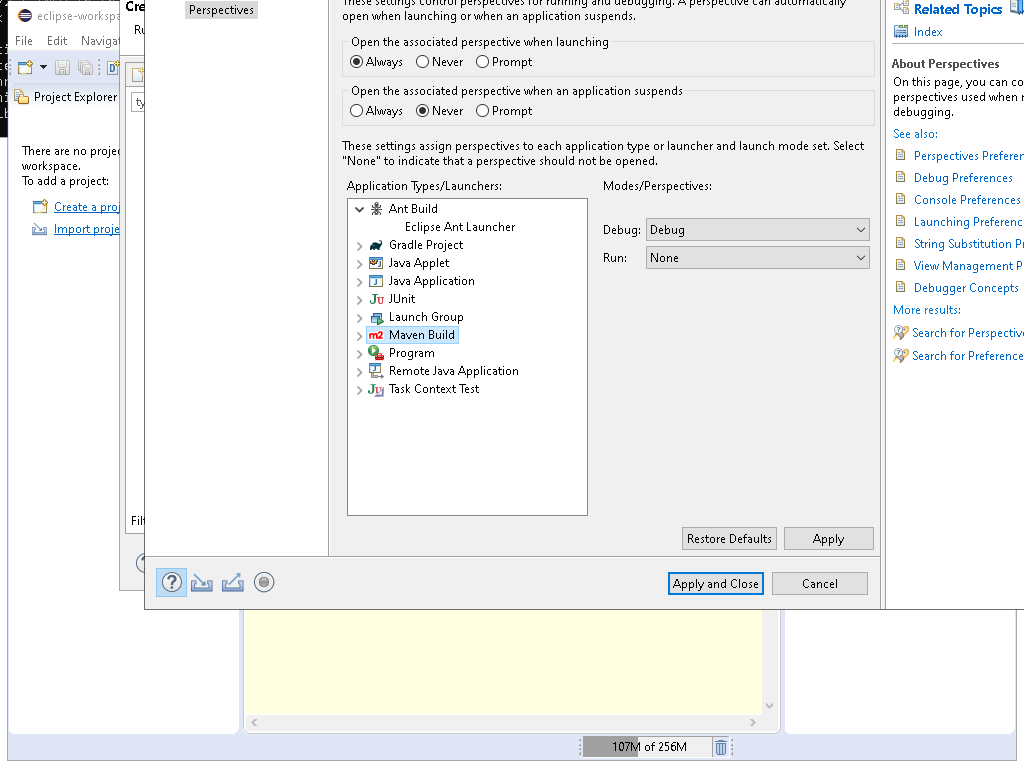 eclipse-workspa
File Edit Navigat
Project Explorer
There are no projec
workspace.
To add a project:
Create a proj
Import proje
Cre
Ru
ty
Filt
Perspectives
These settings control perspectives for running and debugging. A perspective can automatically
open when launching or when an application suspends.
Open the associated perspective when launching
Always Never Prompt
Open the associated perspective when an application suspends
Always Never Prompt
These settings assign perspectives to each application type or launcher and launch mode set. Select
"None" to indicate that a perspective should not be opened.
Application Types/Launchers:
Modes/Perspectives:
Ant Build
Eclipse Ant Launcher
Gradle Project
Java Applet
Java Application
JUnit
Launch Group
Maven Build
Program
Remote Java Application
Task Context Test
Debug: Debug
Run: None
Restore Defaults Apply
Apply and Close Cancel
Related Topics
Index
About Perspectives
On this page, you can co
perspectives used when r
debugging.
See also:
Perspectives Preferen
Debug Preferences
Console Preferences
Launching Preferenc
String Substitution Pr
View Management P
Debugger Concepts
More results:
Search for Perspective
Search for Preference
107M of 256M